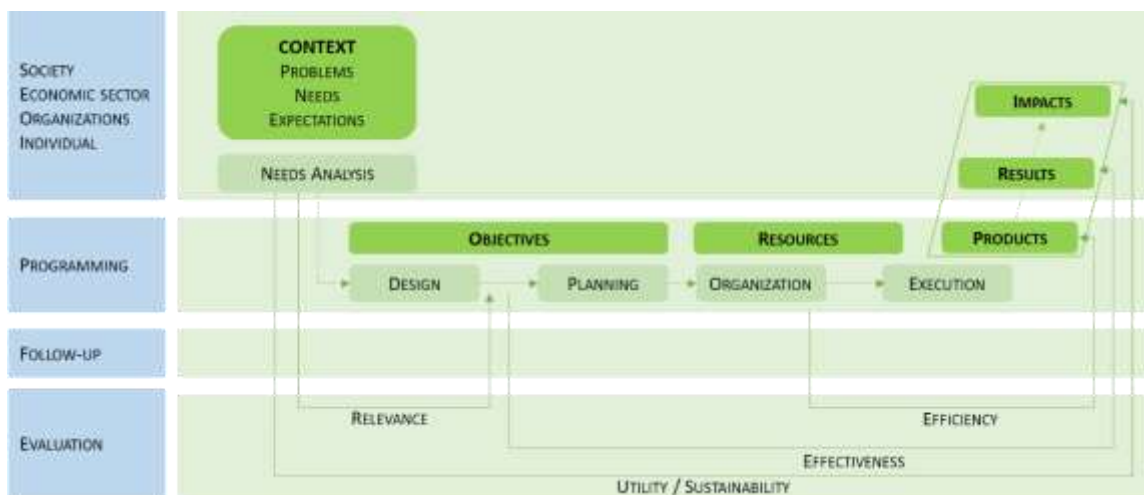 SOCIETY
ECONOMIC SECTOR
ORGANIZATIONS
INDIVIDUAL
CONTEXT
PROBLEMS
NEEDS
EXPECTATIONS
NEEDS ANALYSIS
IMPACTS
RESULTS
PROGRAMMING
OBJECTIVES
RESOURCES
PRODUCTS
DESIGN
PLANNING
ORGANIZATION
EXECUTION
FOLLOW-UP
EVALUATION
RELEVANCE
EFFICIENCY
EFFECTIVENESS
UTILITY / SUSTAINABILITY